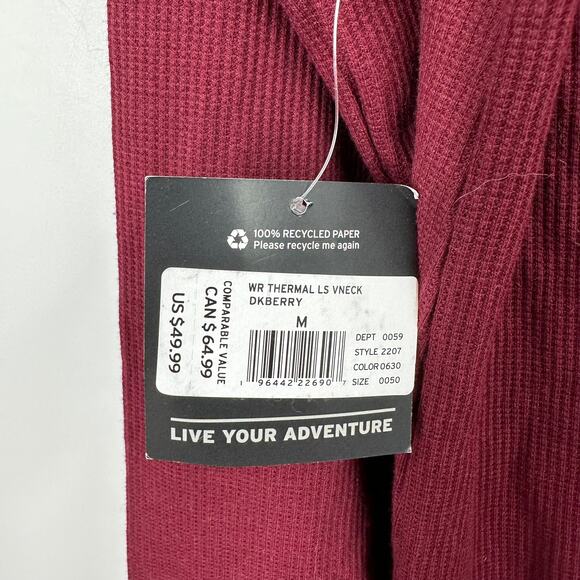 100% RECYCLED PAPER
Please recycle me again
WR THERMAL LS VNECK
DKBERRY
M
DEPT 0059
STYLE 2207
COLOR 0630
SIZE 0050
1 96442 22690 7
COMPARABLE VALUE
CAN $ 64.99
US $49.99
LIVE YOUR ADVENTURE